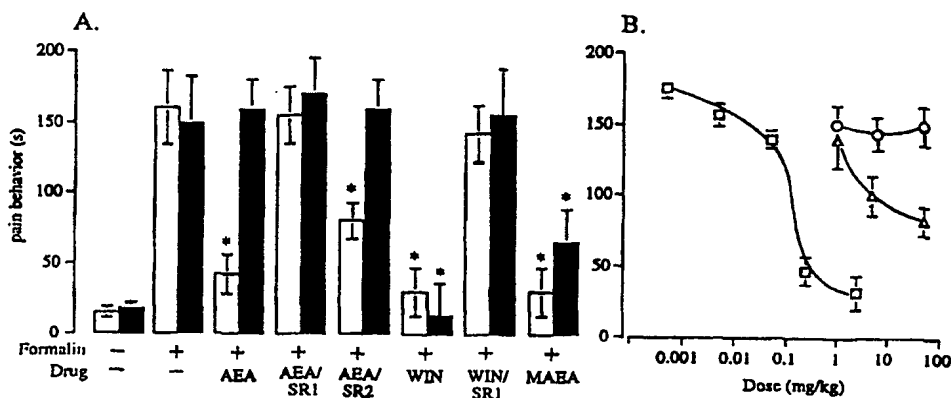 A.
200
150
100
50
0
pain behavior (s)
* * * * * *
Formalin − + + + + + + +
Drug − − AEA AEA/ SR1 AEA/ SR2 WIN WIN/ SR1 MAEA
B.
200
150
100
50
0
0.001 0.01 0.1 1 10 100
Dose (mg/kg)